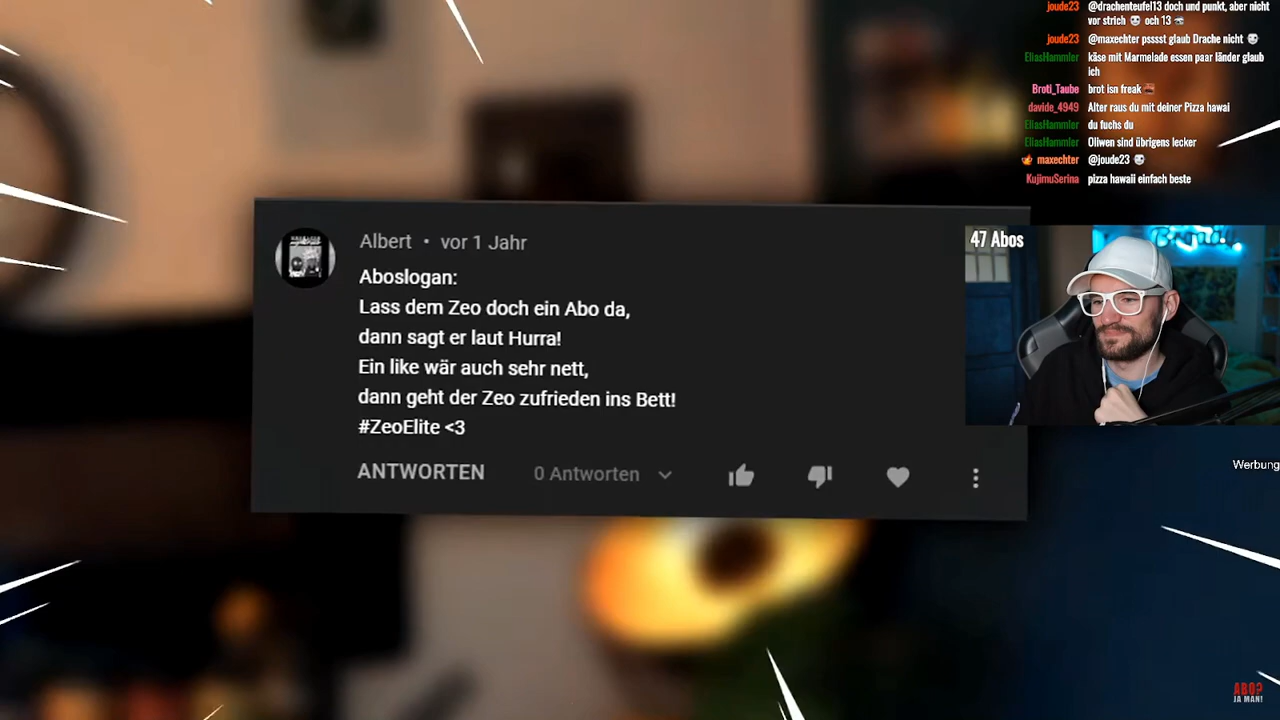 joude23 @drachenteufel13 doch und punkt, aber nicht
vor strich och 13
joude23 @maxechter psssst glaub Drache nicht
EliasHammler käse mit Marmelade essen paar länder glaub
ich
Broti_Taube brot isn freak
davide_4949 Alter raus du mit deiner Pizza hawai
EliasHammler du fuchs du
EliasHammler Oliwen sind übrigens lecker
maxechter @joude23
KujimuSerina pizza hawaii einfach beste
47 Abos
Albert • vor 1 Jahr
Aboslogan:
Lass dem Zeo doch ein Abo da,
dann sagt er laut Hurra!
Ein like wär auch sehr nett,
dann geht der Zeo zufrieden ins Bett!
#ZeoElite <3
ANTWORTEN 0 Antworten
Werbung
ABO?
JA MAN!